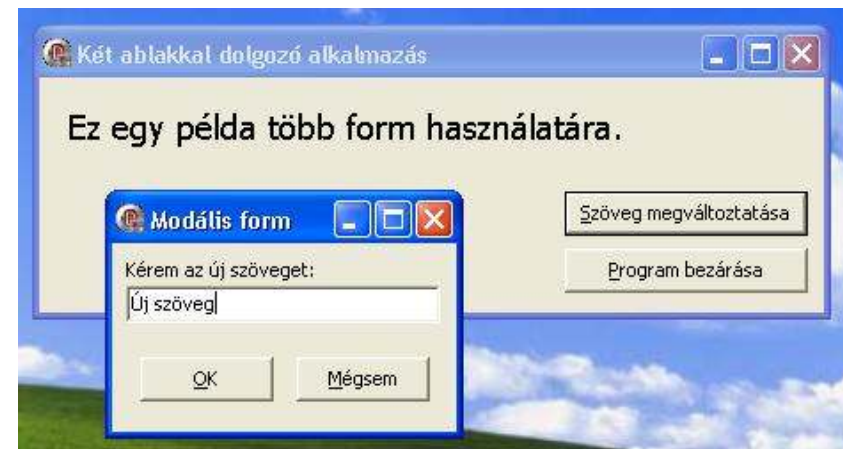 Két ablakkal dolgozó alkalmazás
Ez egy példa több form használatára.
Szöveg megváltoztatása
Program bezárása
Modális form
Kérem az új szöveget:
Új szöveg
OK
Mégsem